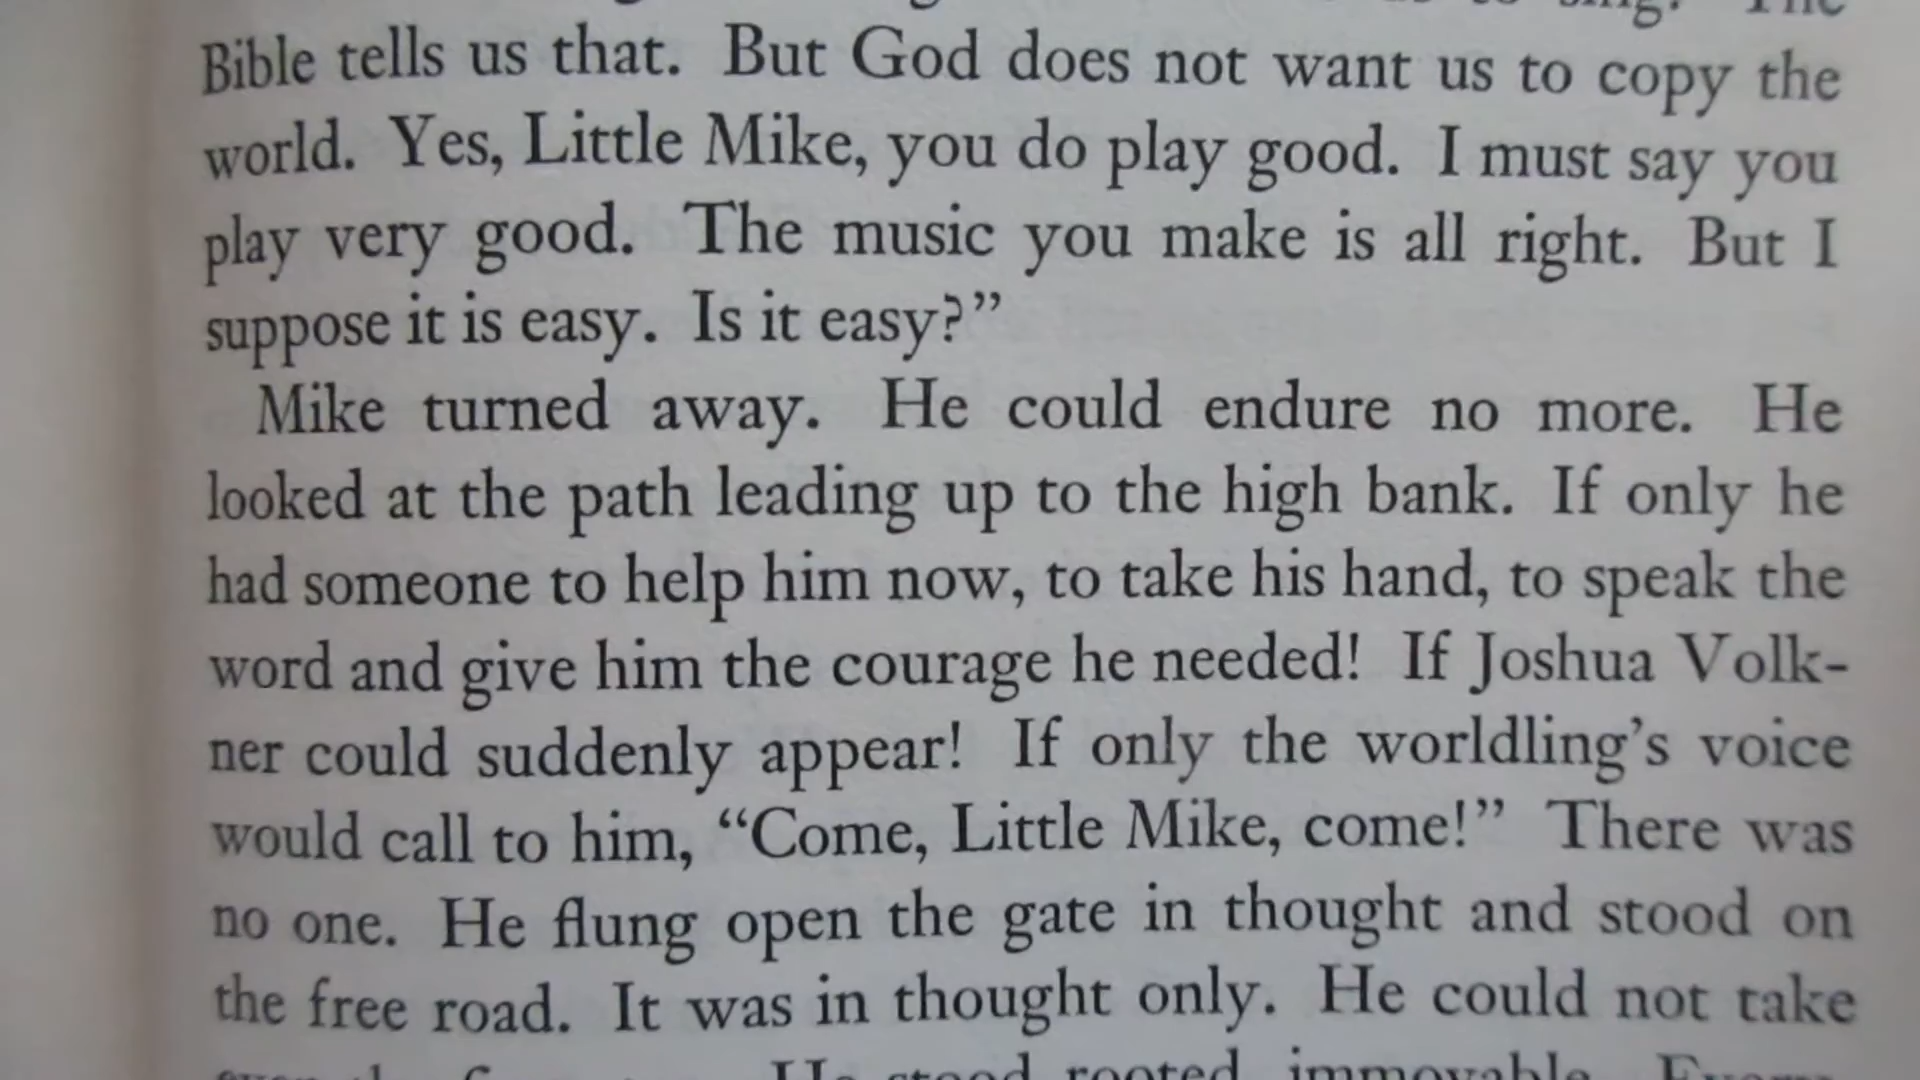 Bible tells us that. But God does not want us to copy the
world. Yes, Little Mike, you do play good. I must say you
play very good. The music you make is all right. But I
suppose it is easy. Is it easy?”
Mike turned away. He could endure no more. He
looked at the path leading up to the high bank. If only he
had someone to help him now, to take his hand, to speak the
word and give him the courage he needed! If Joshua Volk-
ner could suddenly appear! If only the worldling’s voice
would call to him, “Come, Little Mike, come!” There was
no one. He flung open the gate in thought and stood on
the free road. It was in thought only. He could not take
He stood rooted, immovable.